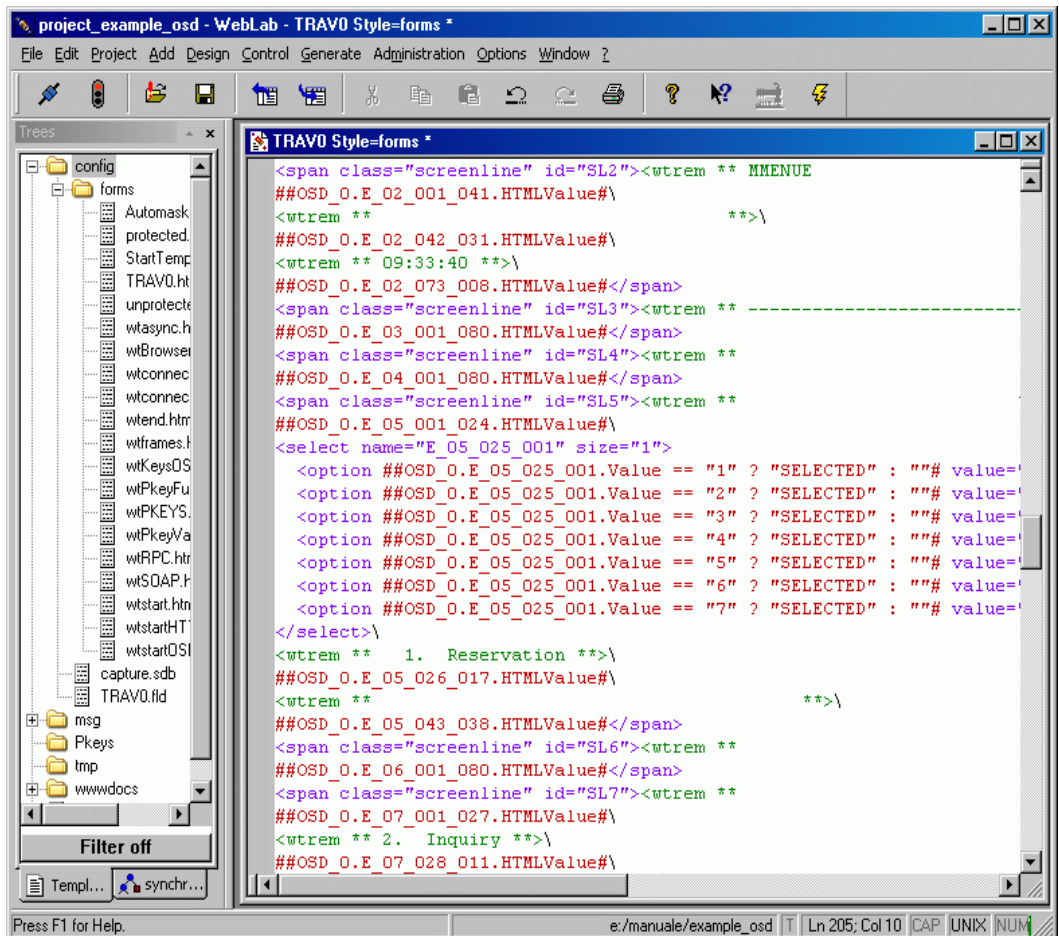 project_example_osd - WebLab - TRAV0 Style=forms *
File Edit Project Add Design Control Generate Administration Options Window ?
Trees
config
forms
Automask
protected.
StartTemp
TRAV0.ht
unprotecte
wtasync.h
wtBrowser
wtconnec
wtconnec
wtend.htm
wtframes.h
wtKeysOS
wtPkeyFu
wtPKEYS.
wtPkeyVa
wtRPC.htm
wtSOAP.h
wtstart.htm
wtstartHT
wtstartOSI
capture.sdb
TRAV0.fld
msg
Pkeys
tmp
wwwdocs
Filter off
Templ... synchr...
TRAV0 Style=forms *
<span class="screenline" id="SL2"><wtrem ** MMENUE
##OSD_0.E_02_001_041.HTMLValue#\
<wtrem ** **>\
##OSD_0.E_02_042_031.HTMLValue#\
<wtrem ** 09:33:40 **>\
##OSD_0.E_02_073_008.HTMLValue#</span>
<span class="screenline" id="SL3"><wtrem ** --------------------------
##OSD_0.E_03_001_080.HTMLValue#</span>
<span class="screenline" id="SL4"><wtrem **
##OSD_0.E_04_001_080.HTMLValue#</span>
<span class="screenline" id="SL5"><wtrem **
##OSD_0.E_05_001_024.HTMLValue#\
<select name="E_05_025_001" size="1">
<option ##OSD_0.E_05_025_001.Value == "1" ? "SELECTED" : ""# value="
<option ##OSD_0.E_05_025_001.Value == "2" ? "SELECTED" : ""# value="
<option ##OSD_0.E_05_025_001.Value == "3" ? "SELECTED" : ""# value="
<option ##OSD_0.E_05_025_001.Value == "4" ? "SELECTED" : ""# value="
<option ##OSD_0.E_05_025_001.Value == "5" ? "SELECTED" : ""# value="
<option ##OSD_0.E_05_025_001.Value == "6" ? "SELECTED" : ""# value="
<option ##OSD_0.E_05_025_001.Value == "7" ? "SELECTED" : ""# value="
</select>\
<wtrem ** 1. Reservation **>\
##OSD_0.E_05_026_017.HTMLValue#\
<wtrem ** **>\
##OSD_0.E_05_043_038.HTMLValue#</span>
<span class="screenline" id="SL6"><wtrem **
##OSD_0.E_06_001_080.HTMLValue#</span>
<span class="screenline" id="SL7"><wtrem **
##OSD_0.E_07_001_027.HTMLValue#\
<wtrem ** 2. Inquiry **>\
##OSD_0.E_07_028_011.HTMLValue#\
Press F1 for Help. e:/manuale/example_osd T Ln 205; Col 10 CAP UNIX NUM